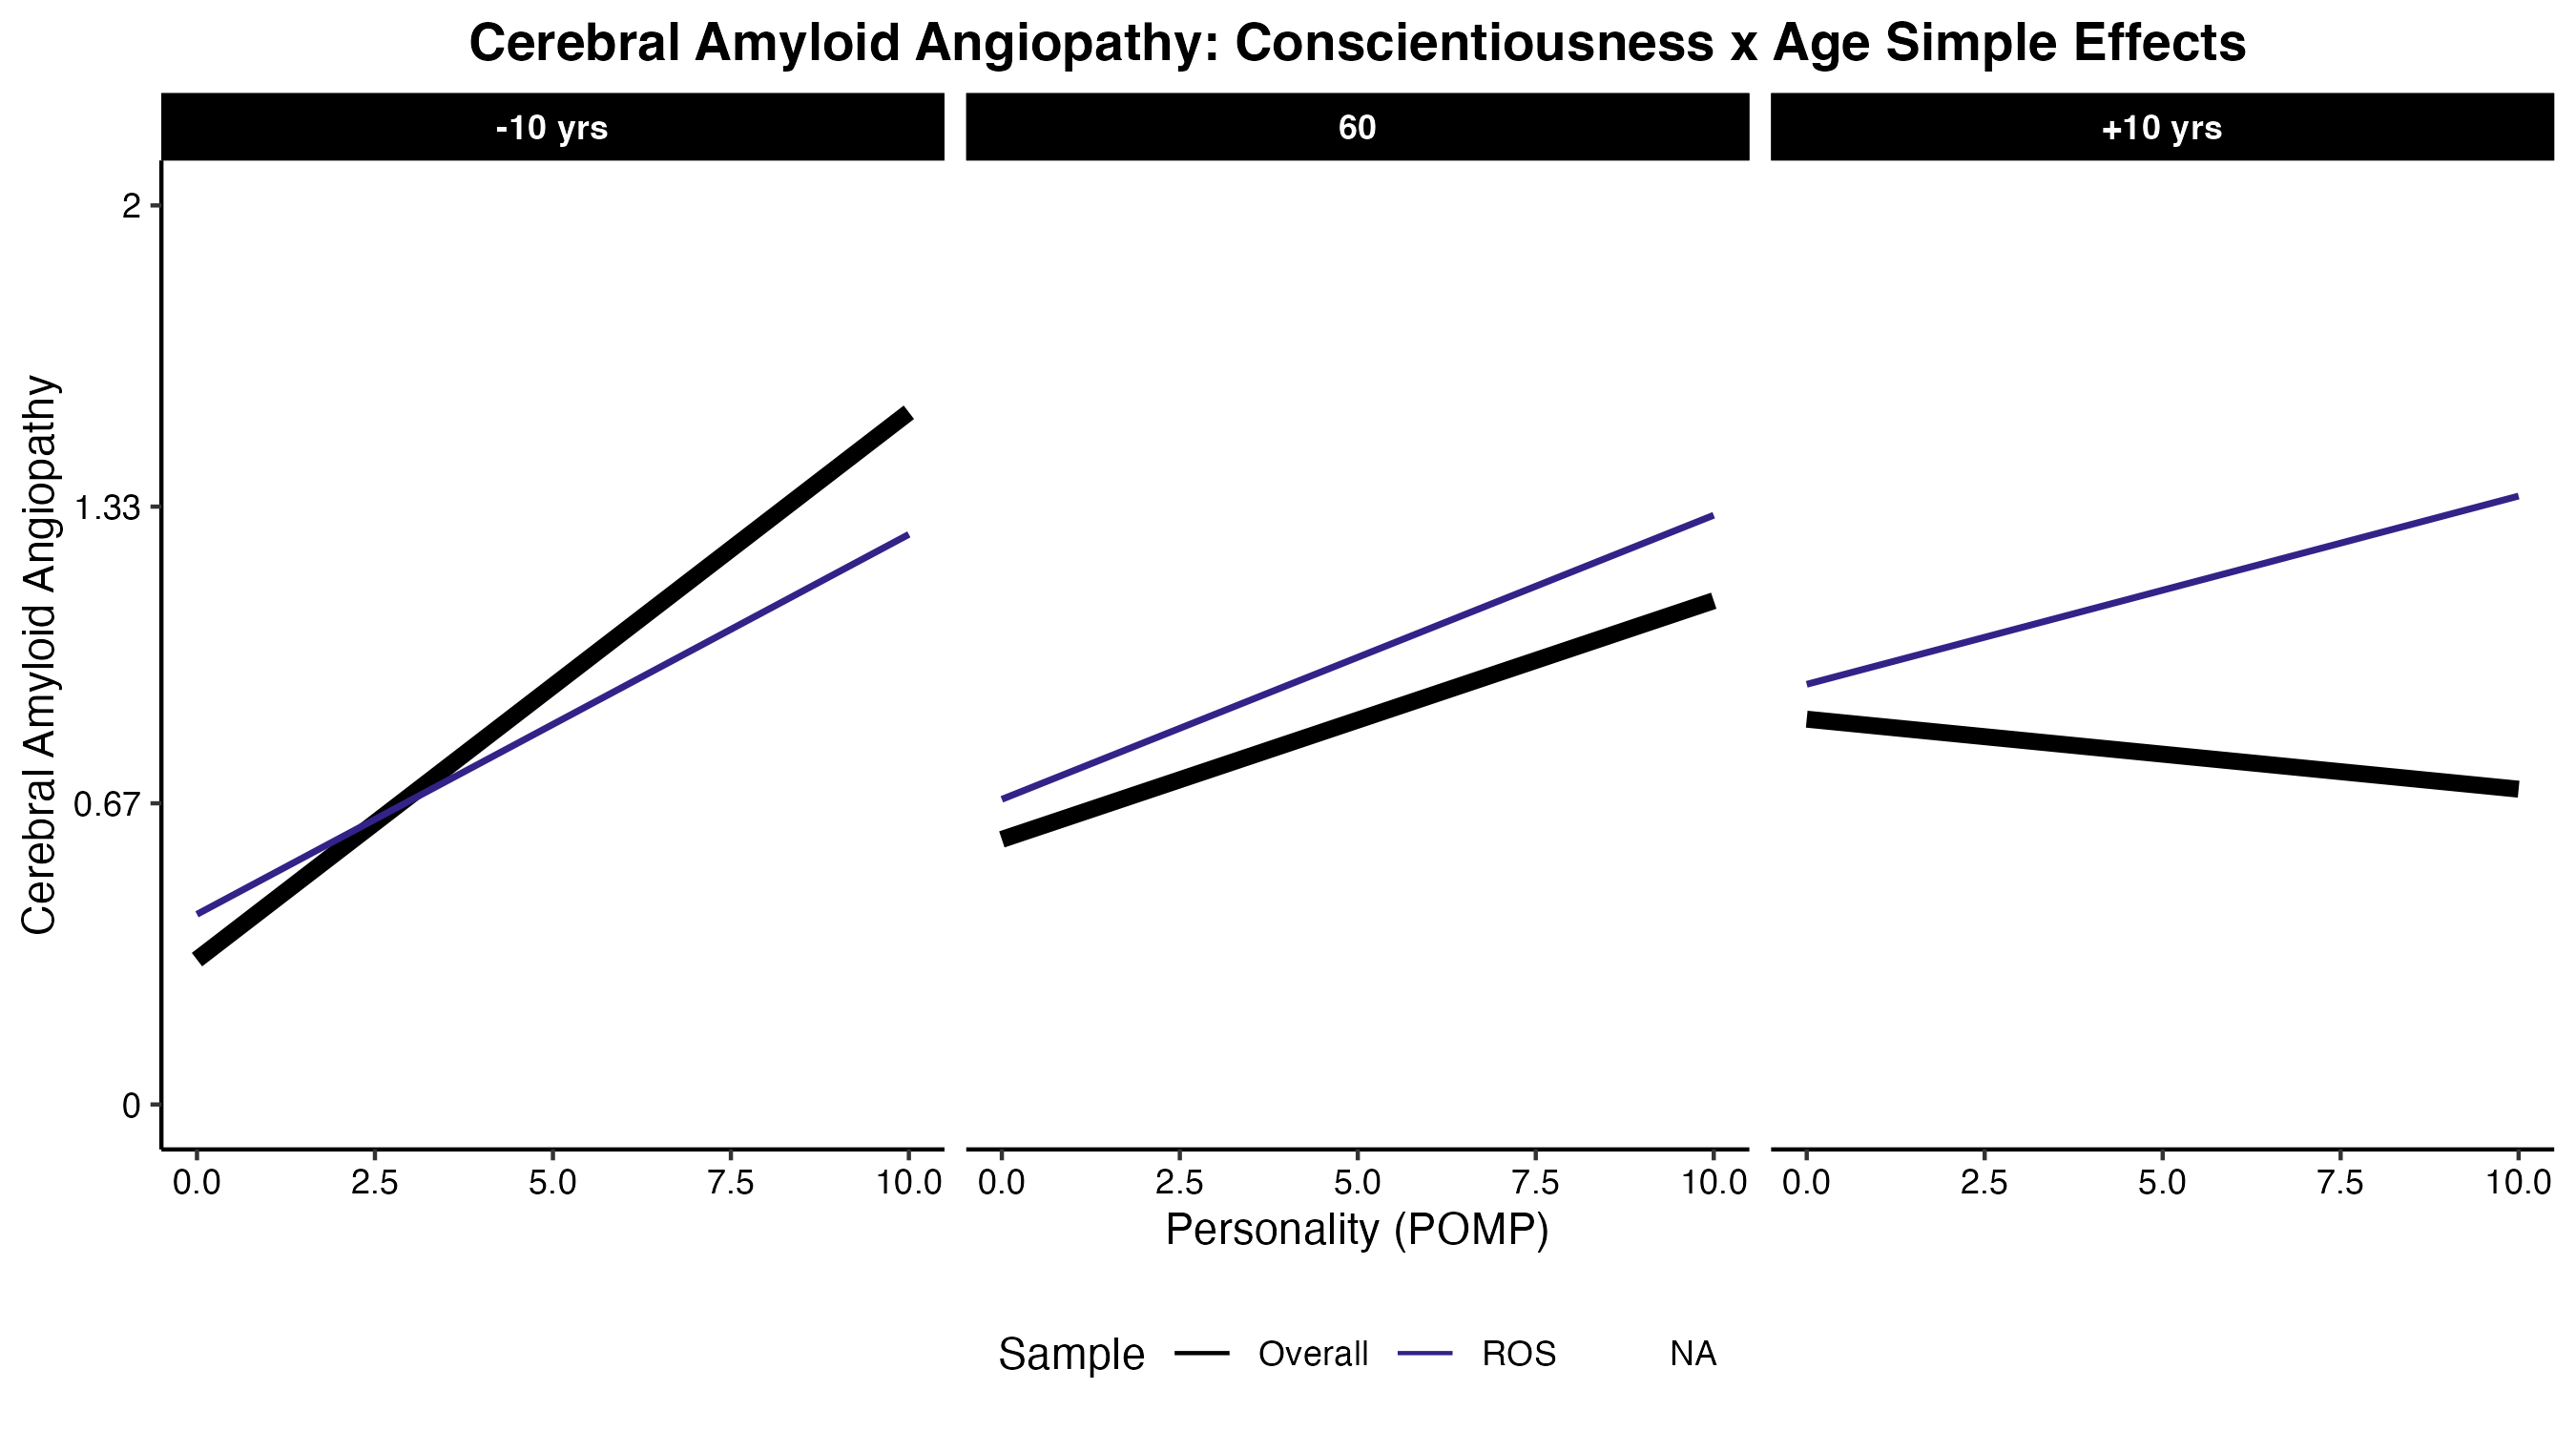 Cerebral Amyloid Angiopathy: Conscientiousness x Age Simple Effects
-10 yrs
60
+10 yrs
Cerebral Amyloid Angiopathy
2
1.33
0.67
0
0.0 2.5 5.0 7.5 10.0
0.0 2.5 5.0 7.5 10.0
0.0 2.5 5.0 7.5 10.0
Personality (POMP)
Sample Overall ROS NA